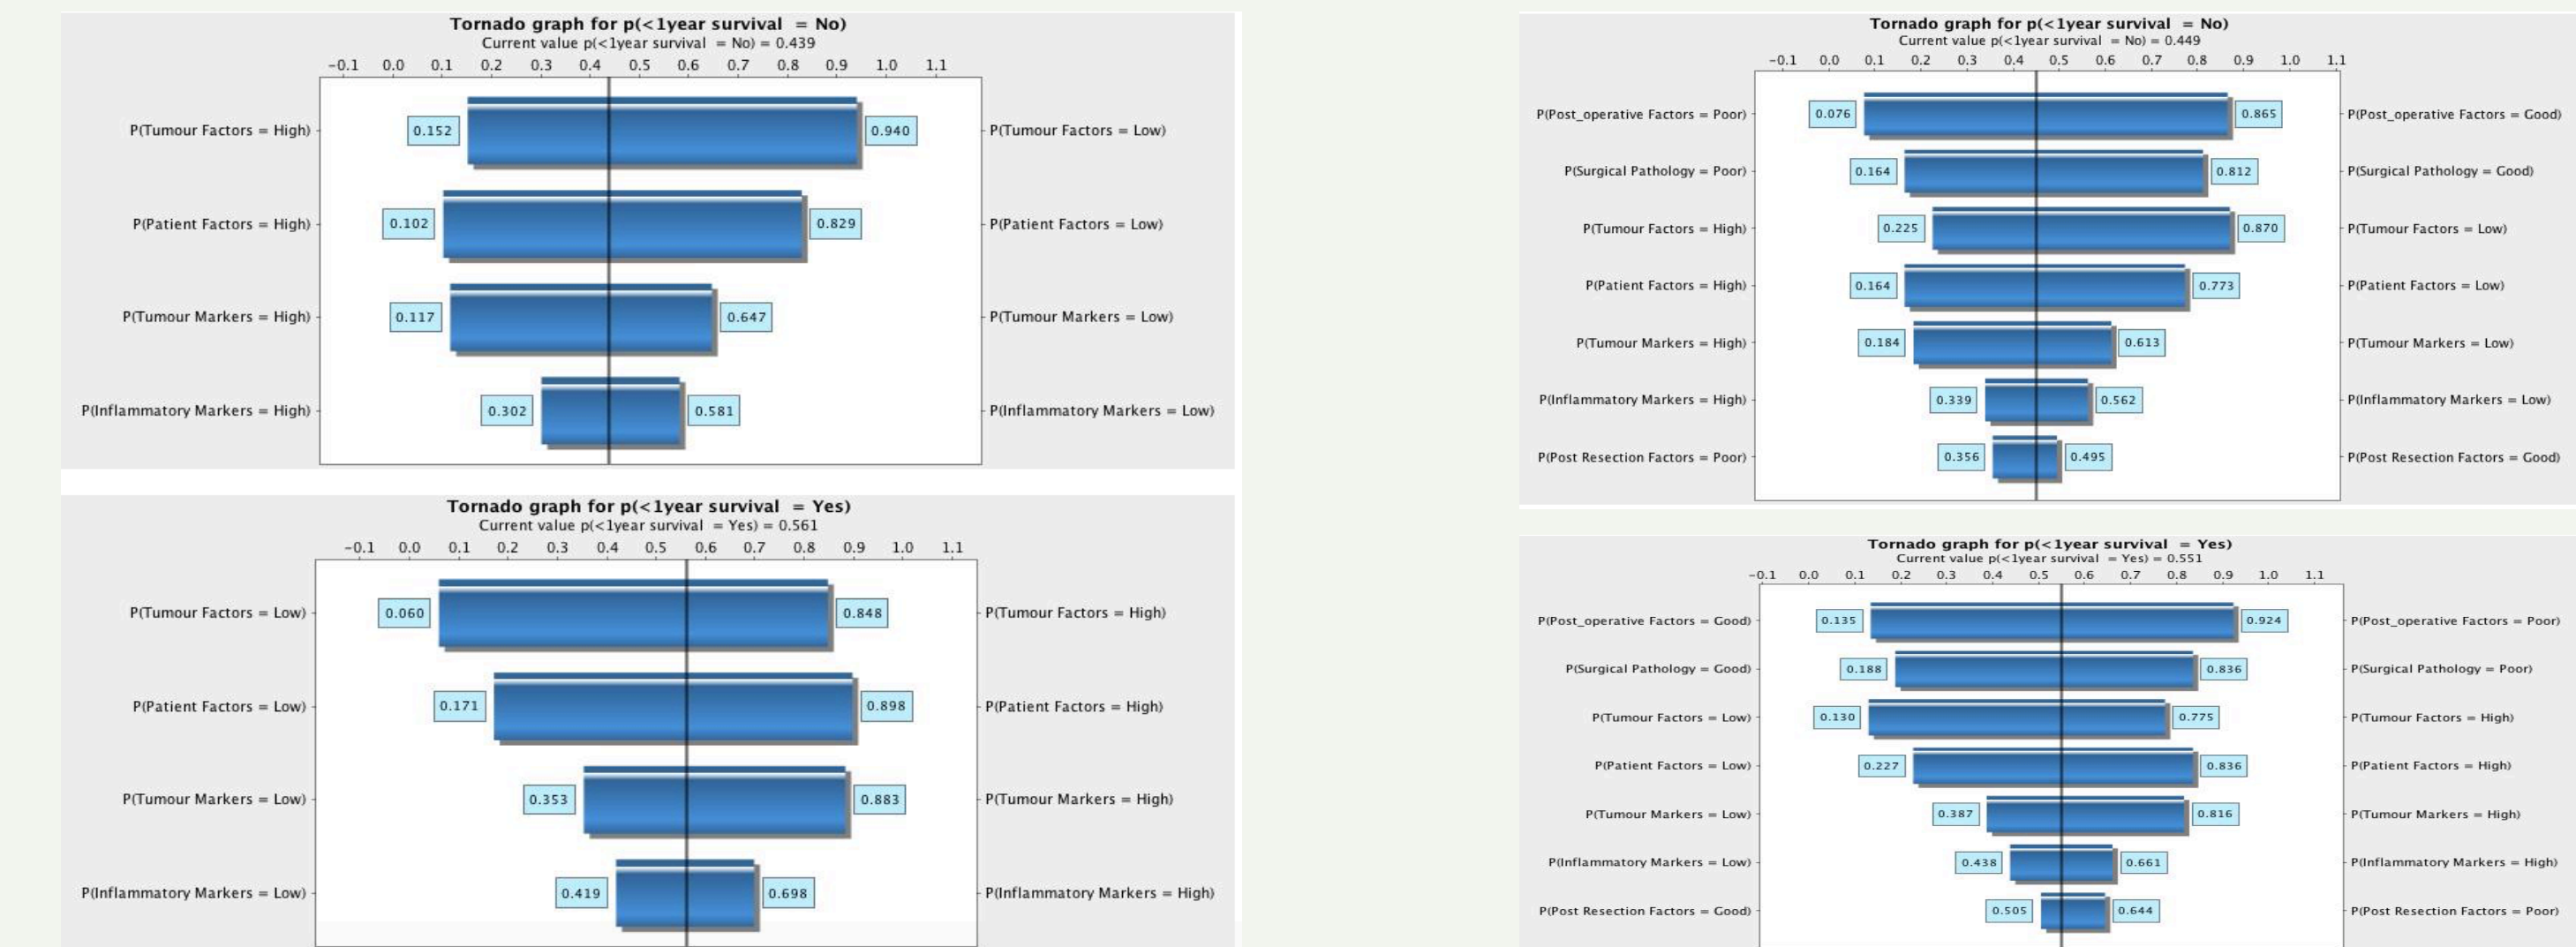 Tornado graph for p(<1year survival = No)
Current value p(<1year survival = No) = 0.439
−0.1 0.0 0.1 0.2 0.3 0.4 0.5 0.6 0.7 0.8 0.9 1.0 1.1
P(Tumour Factors = High) 0.152 0.940 P(Tumour Factors = Low)
P(Patient Factors = High) 0.102 0.829 P(Patient Factors = Low)
P(Tumour Markers = High) 0.117 0.647 P(Tumour Markers = Low)
P(Inflammatory Markers = High) 0.302 0.581 P(Inflammatory Markers = Low)
Tornado graph for p(<1year survival = Yes)
Current value p(<1year survival = Yes) = 0.561
−0.1 0.0 0.1 0.2 0.3 0.4 0.5 0.6 0.7 0.8 0.9 1.0 1.1
P(Tumour Factors = Low) 0.060 0.848 P(Tumour Factors = High)
P(Patient Factors = Low) 0.171 0.898 P(Patient Factors = High)
P(Tumour Markers = Low) 0.353 0.883 P(Tumour Markers = High)
P(Inflammatory Markers = Low) 0.419 0.698 P(Inflammatory Markers = High)
Tornado graph for p(<1year survival = No)
Current value p(<1year survival = No) = 0.449
−0.1 0.0 0.1 0.2 0.3 0.4 0.5 0.6 0.7 0.8 0.9 1.0 1.1
P(Post_operative Factors = Poor) 0.076 0.865 P(Post_operative Factors = Good)
P(Surgical Pathology = Poor) 0.164 0.812 P(Surgical Pathology = Good)
P(Tumour Factors = High) 0.225 0.870 P(Tumour Factors = Low)
P(Patient Factors = High) 0.164 0.773 P(Patient Factors = Low)
P(Tumour Markers = High) 0.184 0.613 P(Tumour Markers = Low)
P(Inflammatory Markers = High) 0.339 0.562 P(Inflammatory Markers = Low)
P(Post Resection Factors = Poor) 0.356 0.495 P(Post Resection Factors = Good)
Tornado graph for p(<1year survival = Yes)
Current value p(<1year survival = Yes) = 0.551
−0.1 0.0 0.1 0.2 0.3 0.4 0.5 0.6 0.7 0.8 0.9 1.0 1.1
P(Post_operative Factors = Good) 0.135 0.924 P(Post_operative Factors = Poor)
P(Surgical Pathology = Good) 0.188 0.836 P(Surgical Pathology = Poor)
P(Tumour Factors = Low) 0.130 0.775 P(Tumour Factors = High)
P(Patient Factors = Low) 0.227 0.836 P(Patient Factors = High)
P(Tumour Markers = Low) 0.387 0.816 P(Tumour Markers = High)
P(Inflammatory Markers = Low) 0.438 0.661 P(Inflammatory Markers = High)
P(Post Resection Factors = Good) 0.505 0.644 P(Post Resection Factors = Poor)